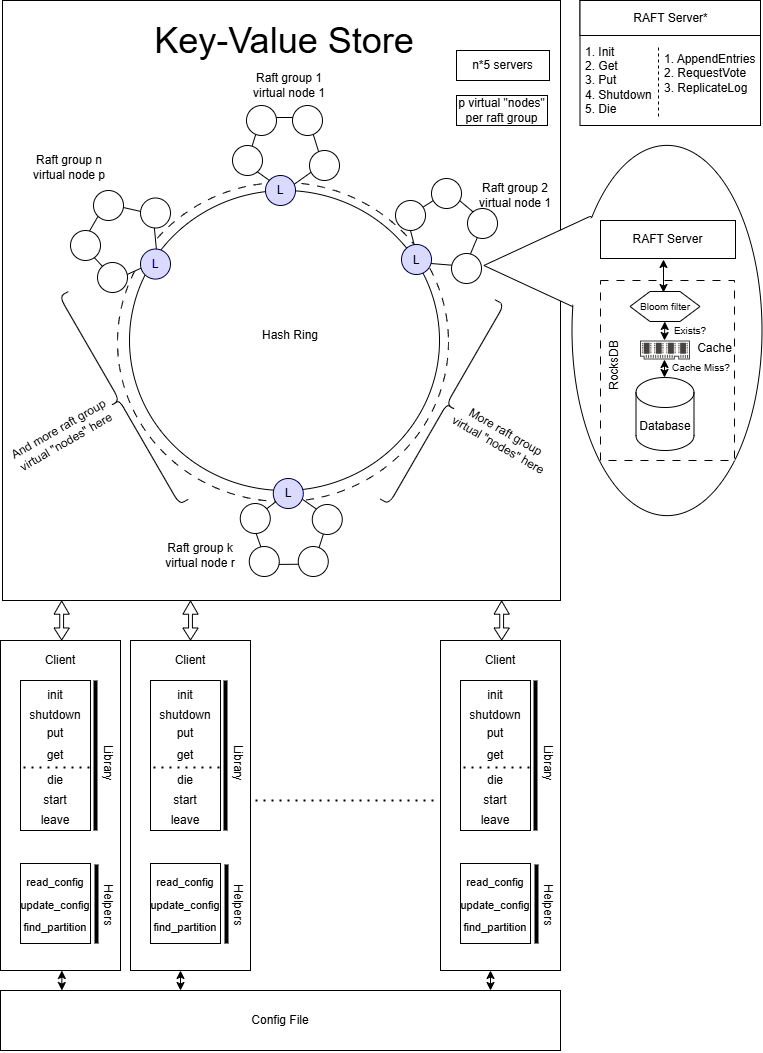 Key-Value Store
n*5 servers
p virtual "nodes"
per raft group
Raft group 1
virtual node 1
Raft group n
virtual node p
Raft group 2
virtual node 1
L
L
L
Hash Ring
And more raft group
virtual "nodes" here
More raft group
virtual "nodes" here
L
Raft group k
virtual node r
RAFT Server*
1. Init
2. Get
3. Put
4. Shutdown
5. Die
1. AppendEntries
2. RequestVote
3. ReplicateLog
RAFT Server
Bloom filter
Exists?
Cache
Cache Miss?
RocksDB
Database
Client
init
shutdown
put
get
die
start
leave
Library
read_config
update_config
find_partition
Helpers
Client
init
shutdown
put
get
die
start
leave
Library
read_config
update_config
find_partition
Helpers
Client
init
shutdown
put
get
die
start
leave
Library
read_config
update_config
find_partition
Helpers
Config File